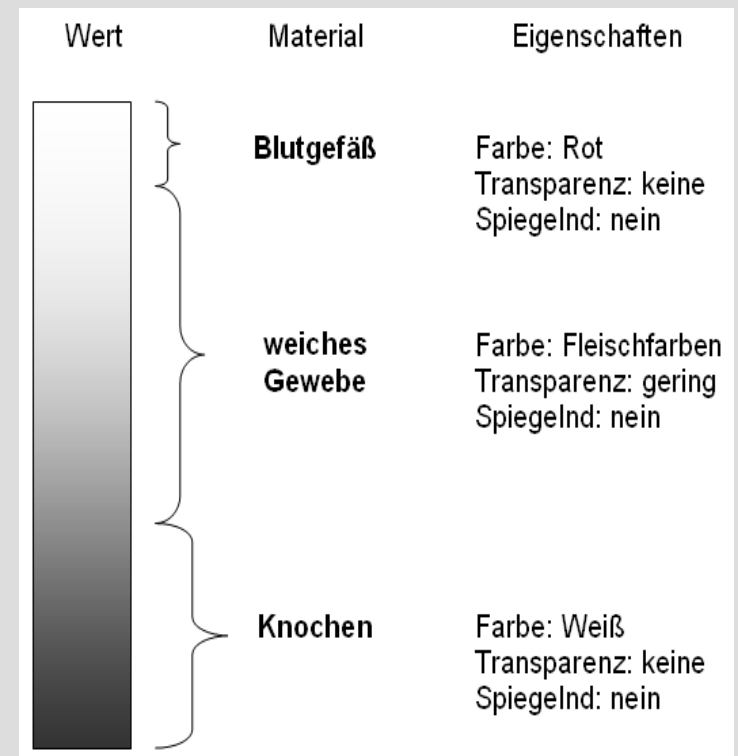 Wert Material Eigenschaften
Blutgefäß
Farbe: Rot
Transparenz: keine
Spiegelnd: nein
weiches
Gewebe
Farbe: Fleischfarben
Transparenz: gering
Spiegelnd: nein
Knochen
Farbe: Weiß
Transparenz: keine
Spiegelnd: nein